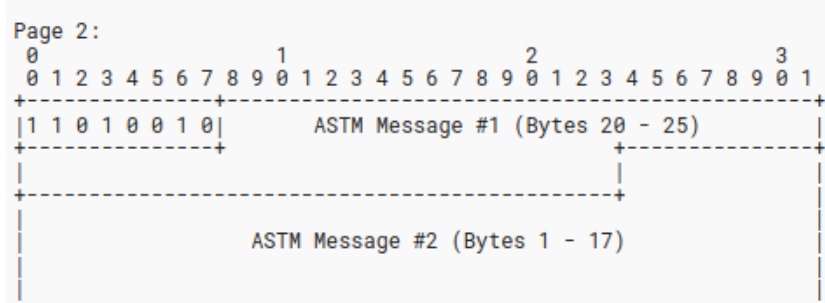 Page 2:
0 1 2 3
0 1 2 3 4 5 6 7 8 9 0 1 2 3 4 5 6 7 8 9 0 1 2 3 4 5 6 7 8 9 0 1
+---------------+-----------------------------------------------+
|1 1 0 1 0 0 1 0| ASTM Message #1 (Bytes 20 - 25) |
+---------------+ +---------------+
| | |
+-----------------------------------------------+ |
| |
| ASTM Message #2 (Bytes 1 - 17) |
| |
| |